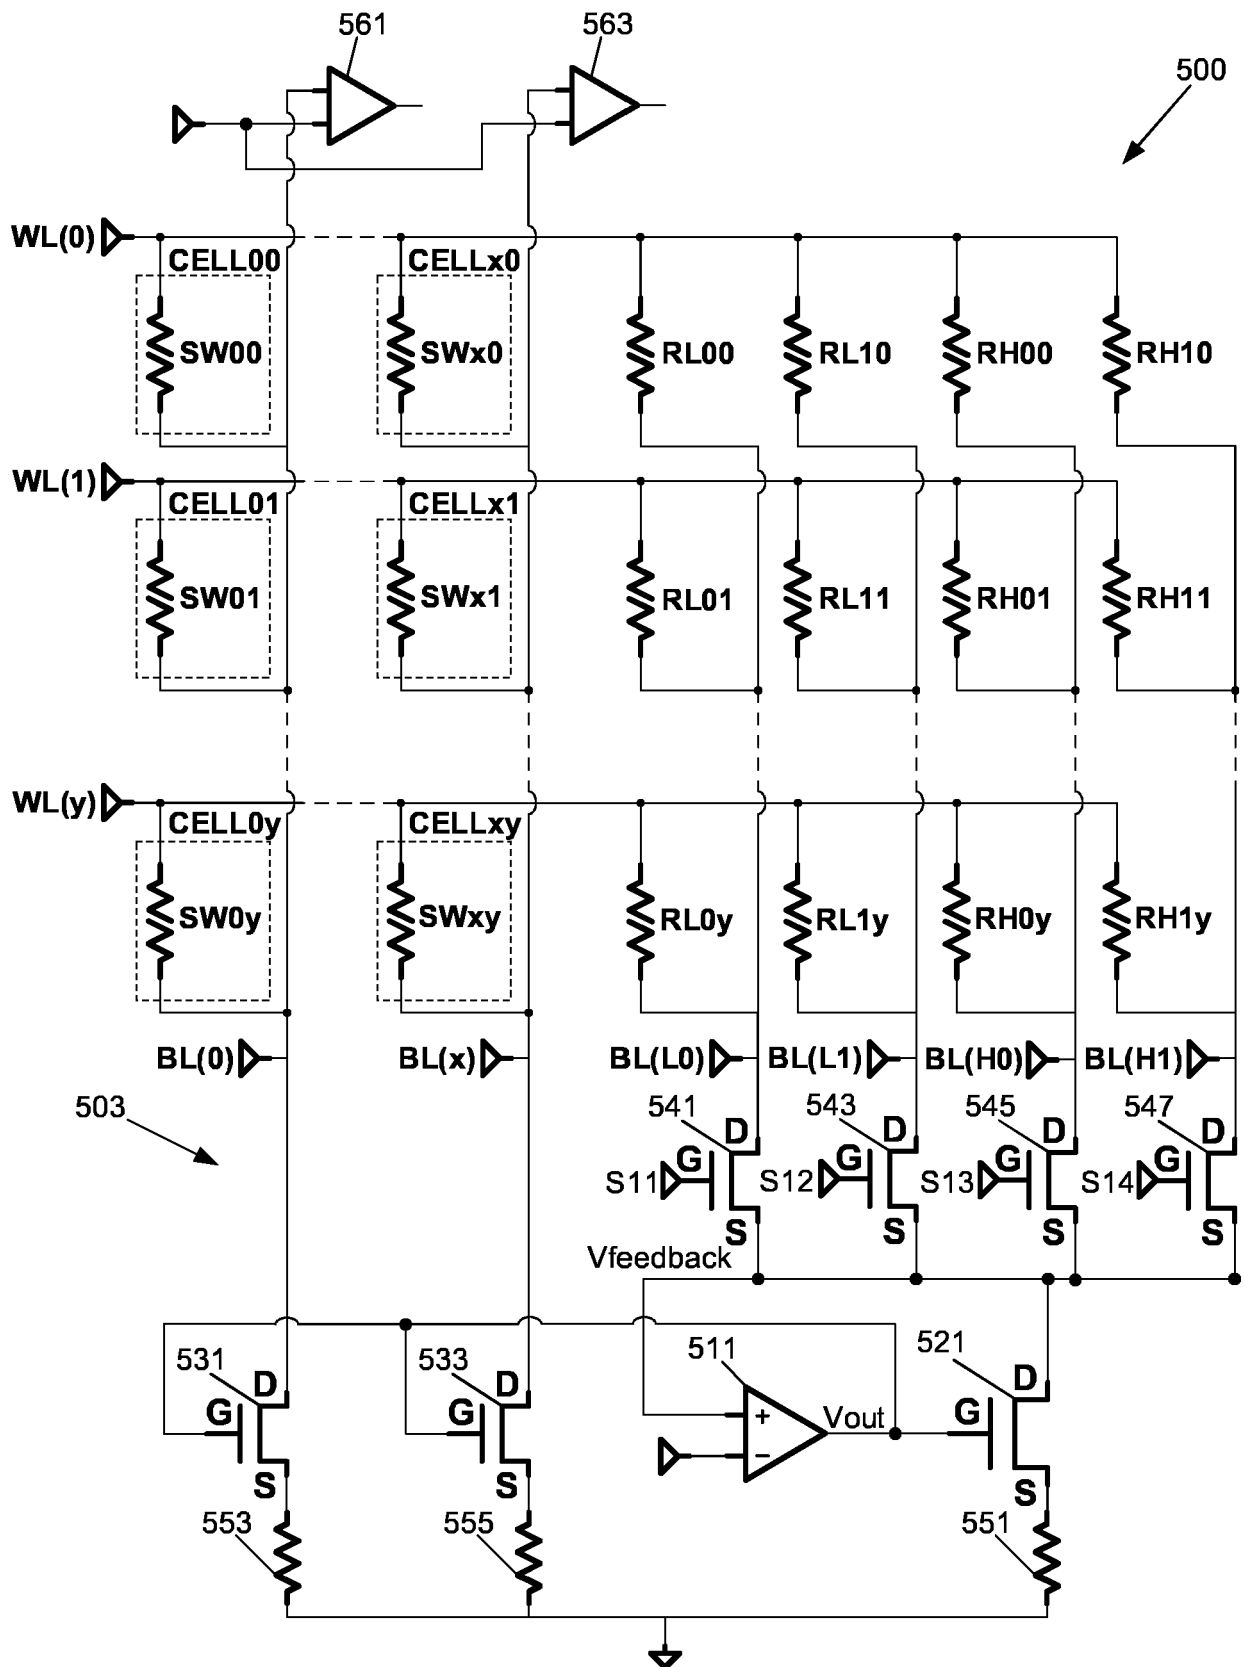 561
563
500
WL(0)
CELL00
CELLx0
SW00
SWx0
RL00
RL10
RH00
RH10
WL(1)
CELL01
CELLx1
SW01
SWx1
RL01
RL11
RH01
RH11
WL(y)
CELL0y
CELLxy
SW0y
SWxy
RL0y
RL1y
RH0y
RH1y
BL(0)
BL(x)
BL(L0)
BL(L1)
BL(H0)
BL(H1)
503
541
543
545
547
D
D
D
D
G
G
G
G
S11
S12
S13
S14
S
S
S
S
Vfeedback
531
533
511
521
D
D
D
G
G
+
Vout
G
−
S
S
S
553
555
551